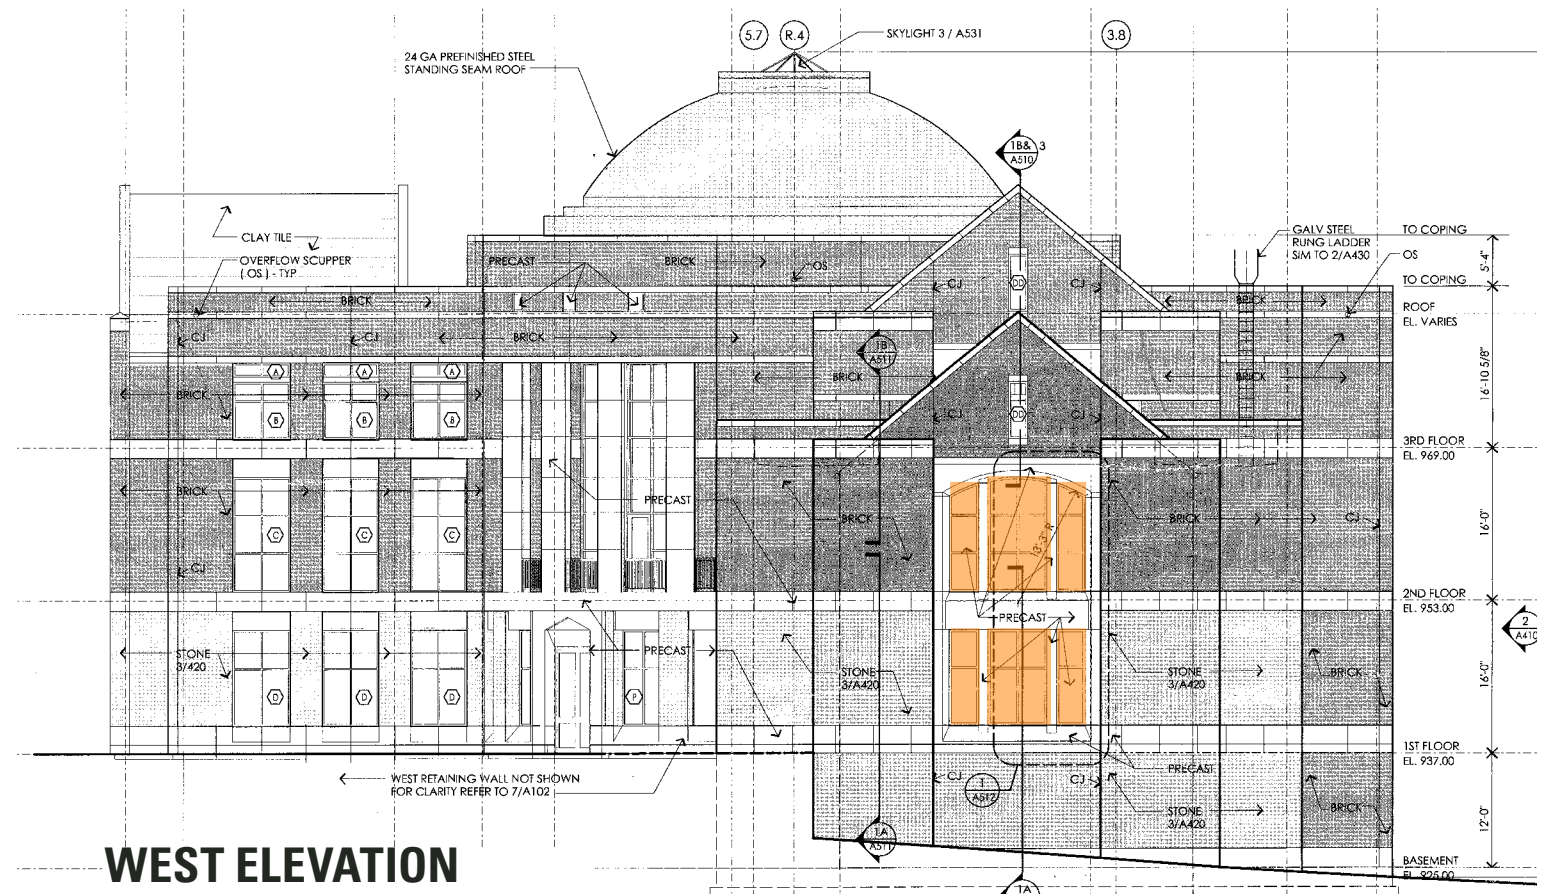 5.7
R.4
SKYLIGHT 3 / A531
3.8
24 GA PREFINISHED STEEL
STANDING SEAM ROOF
1B& 3
A510
CLAY TILE
OVERFLOW SCUPPER
( OS ) - TYP
PRECAST
BRICK
OS
GALV STEEL
RUNG LADDER
SIM TO 2/A430
TO COPING
OS
5'-4"
TO COPING
CJ
DD
CJ
BRICK
BRICK
ROOF
EL. VARIES
CJ
CJ
BRICK
1B
A511
16'-10 5/8"
A
A
A
BRICK
BRICK
BRICK
B
B
B
CJ
DD
CJ
3RD FLOOR
EL. 969.00
BRICK
PRECAST
BRICK
13'-3" R
BRICK
CJ
16'-0"
C
C
C
CJ
2ND FLOOR
EL. 953.00
PRECAST
2
A410
STONE
3/420
PRECAST
STONE
3/A420
STONE
3/A420
BRICK
16'-0"
D
D
D
P
1ST FLOOR
EL. 937.00
WEST RETAINING WALL NOT SHOWN
FOR CLARITY REFER TO 7/A102
CJ
1
A512
CJ
PRECAST
STONE
3/A420
BRICK
12'-0"
1A
A511
WEST ELEVATION
BASEMENT
EL. 925.00
1A